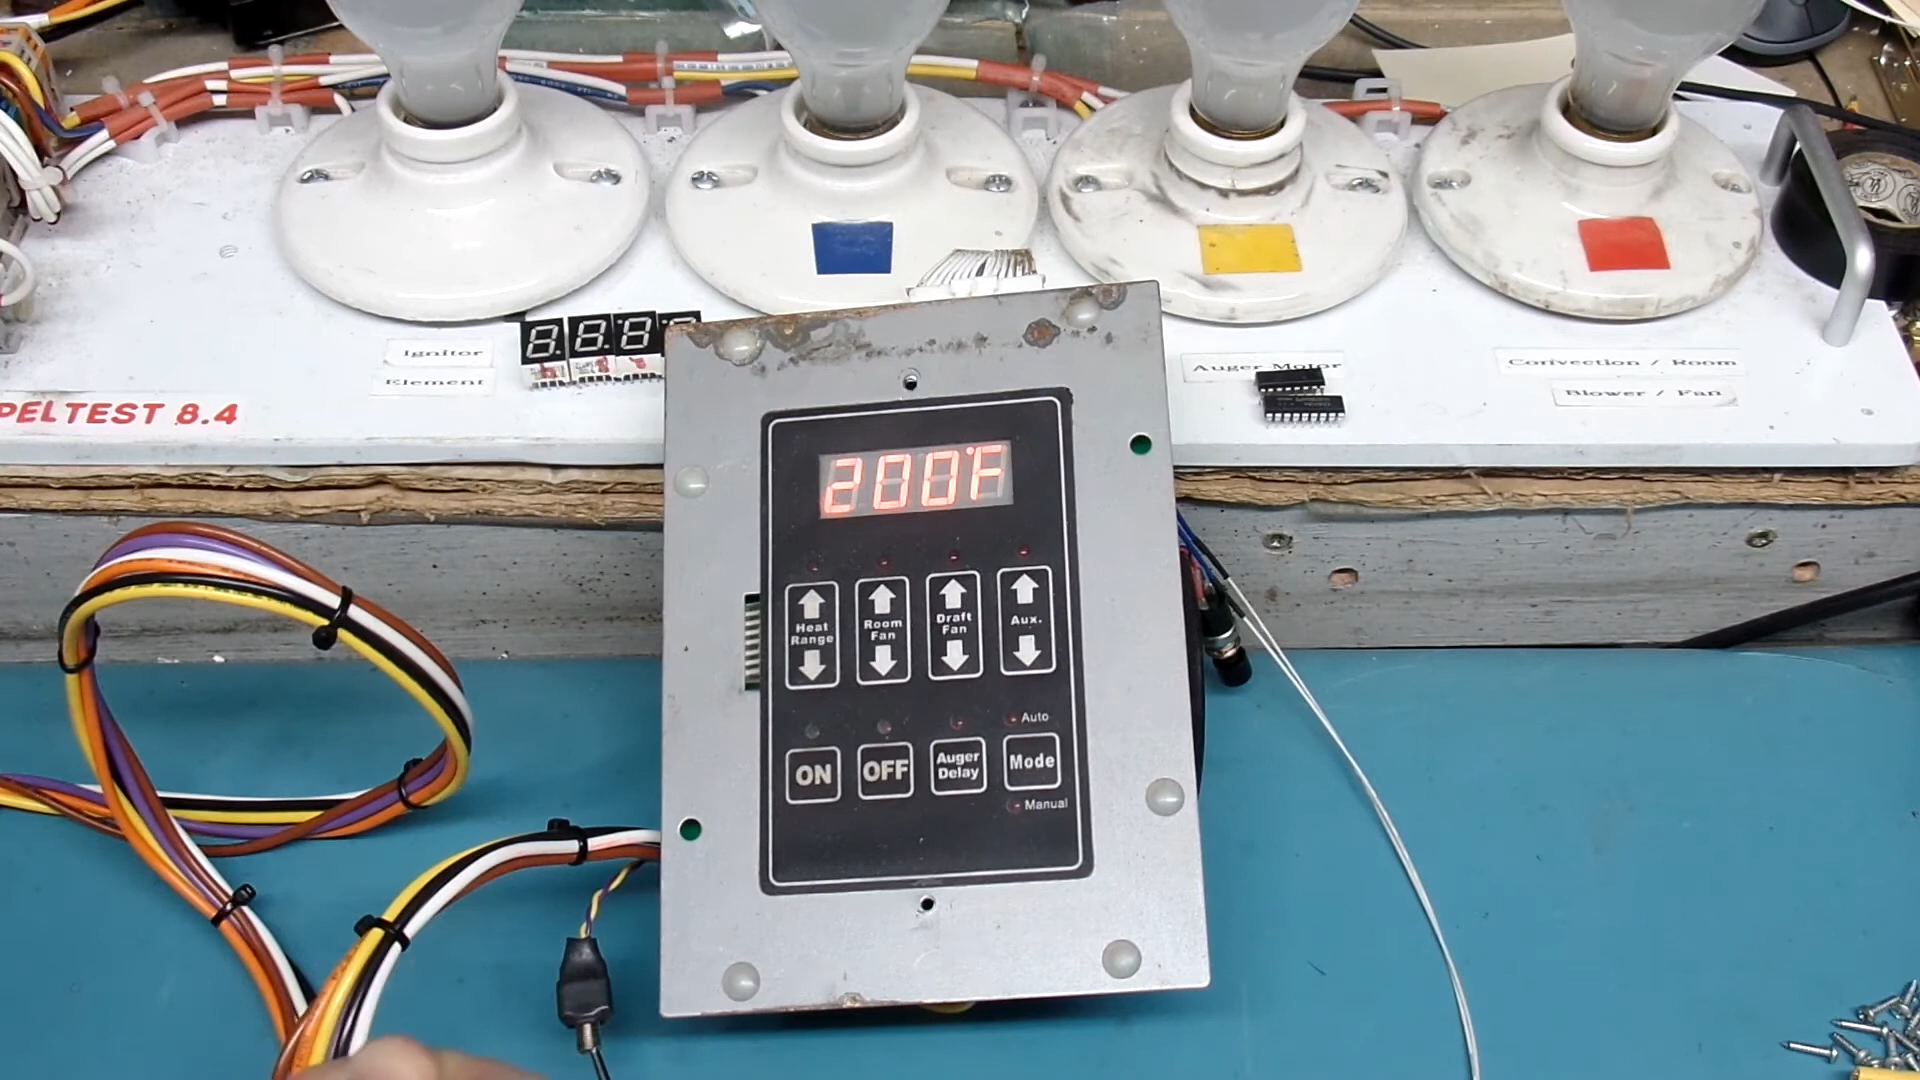 Ignitor
Element
PELTEST 8.4
Auger Motor
Convection / Room
Blower / Fan
200°F
Heat
Range
Room
Fan
Draft
Fan
Aux.
Auto
ON
OFF
Auger
Delay
Mode
Manual